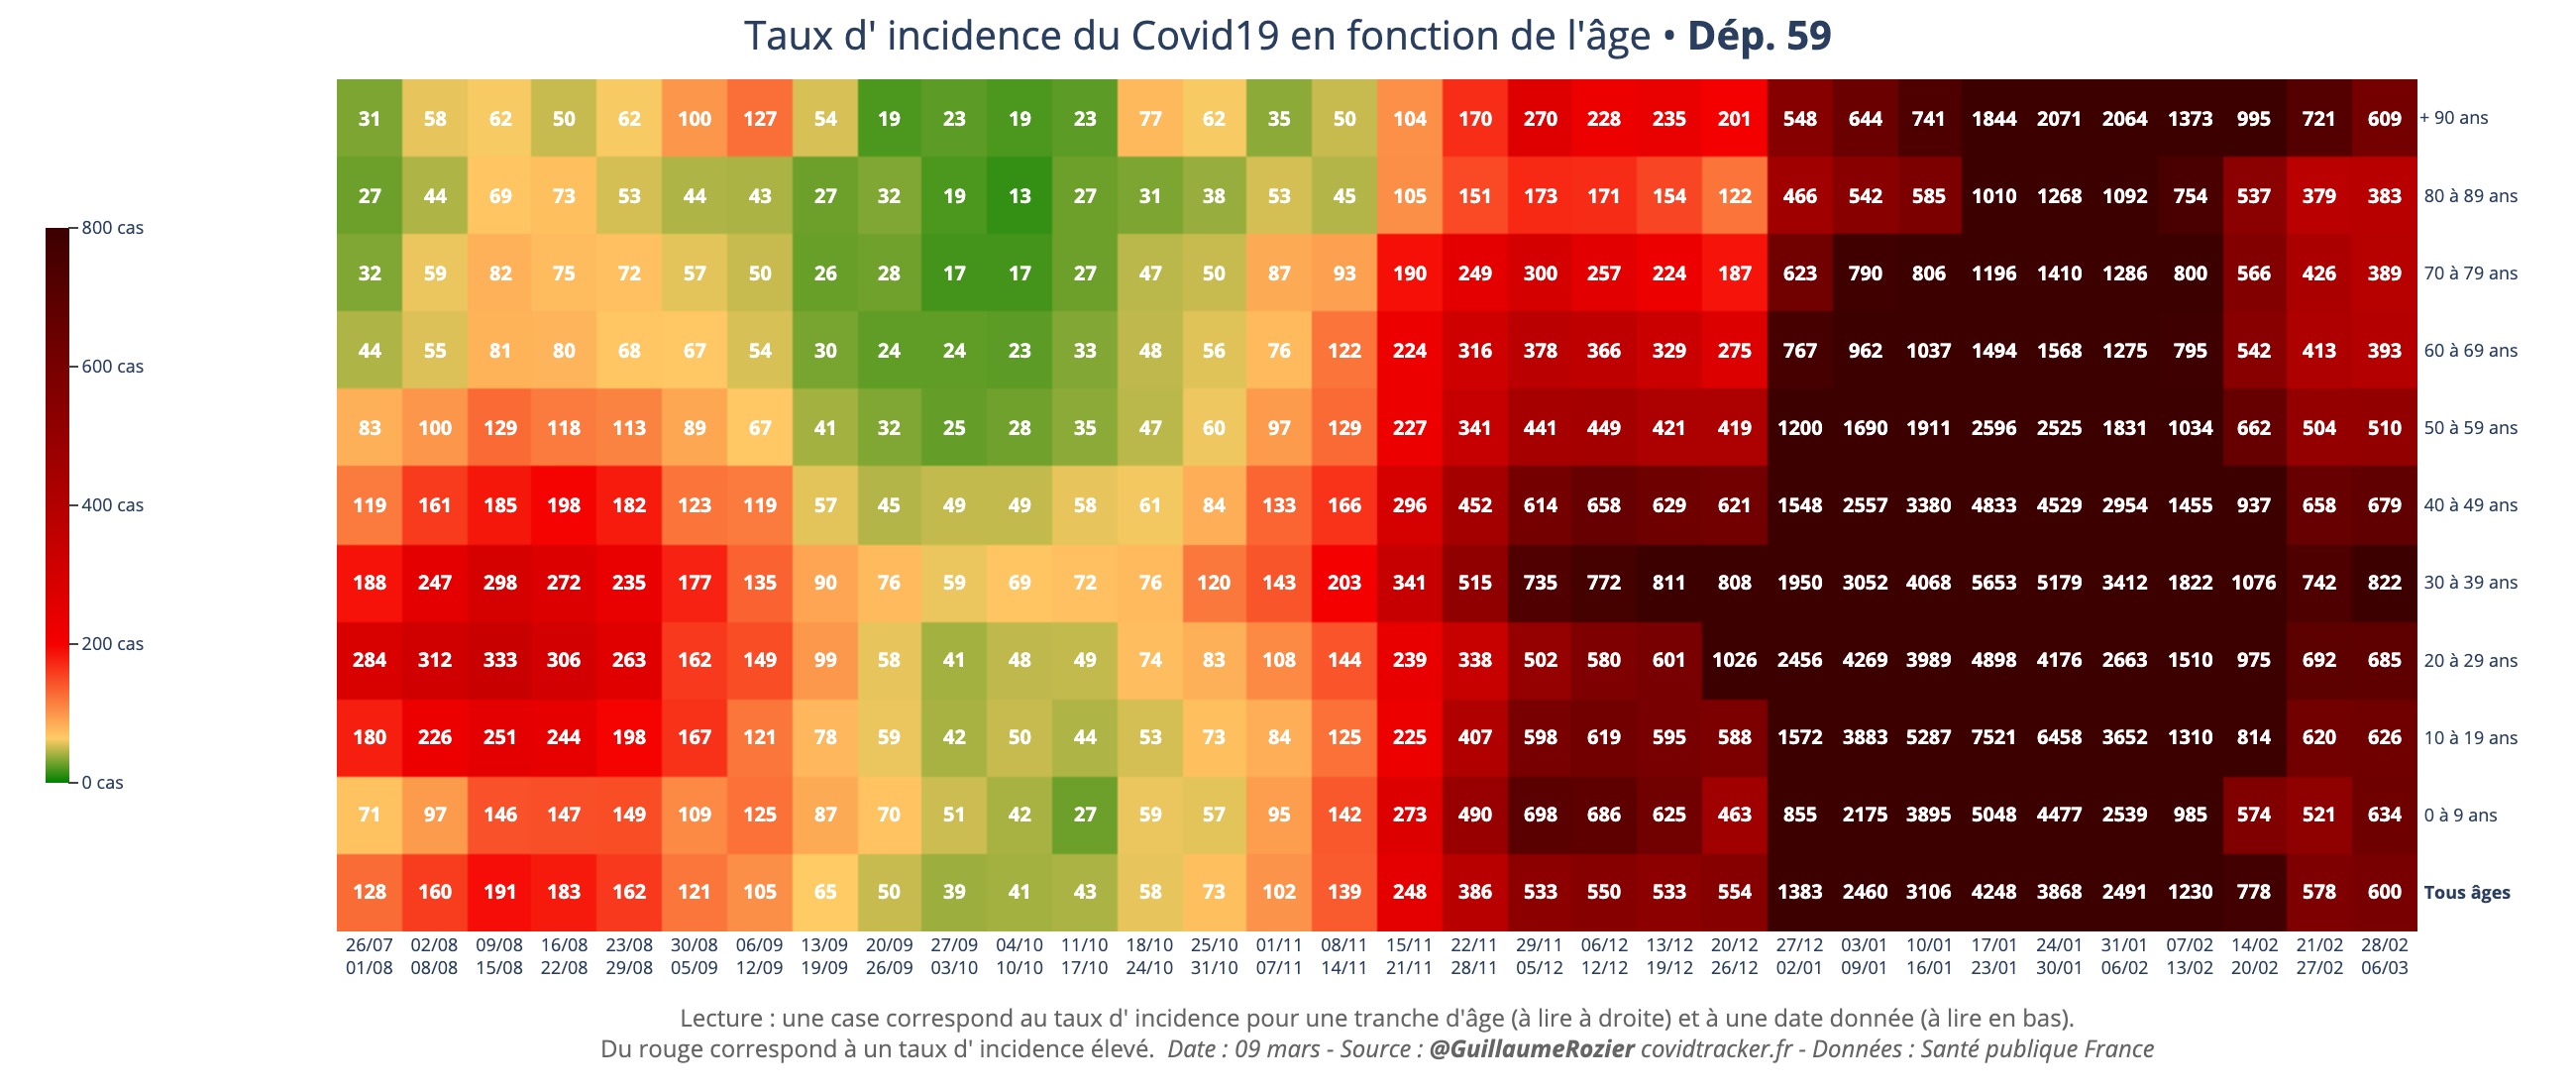 Taux d' incidence du Covid19 en fonction de l'âge • Dép. 59
800 cas
600 cas
400 cas
200 cas
0 cas
31 58 62 50 62 100 127 54 19 23 19 23 77 62 35 50 104 170 270 228 235 201 548 644 741 1844 2071 2064 1373 995 721 609 + 90 ans
27 44 69 73 53 44 43 27 32 19 13 27 31 38 53 45 105 151 173 171 154 122 466 542 585 1010 1268 1092 754 537 379 383 80 à 89 ans
32 59 82 75 72 57 50 26 28 17 17 27 47 50 87 93 190 249 300 257 224 187 623 790 806 1196 1410 1286 800 566 426 389 70 à 79 ans
44 55 81 80 68 67 54 30 24 24 23 33 48 56 76 122 224 316 378 366 329 275 767 962 1037 1494 1568 1275 795 542 413 393 60 à 69 ans
83 100 129 118 113 89 67 41 32 25 28 35 47 60 97 129 227 341 441 449 421 419 1200 1690 1911 2596 2525 1831 1034 662 504 510 50 à 59 ans
119 161 185 198 182 123 119 57 45 49 49 58 61 84 133 166 296 452 614 658 629 621 1548 2557 3380 4833 4529 2954 1455 937 658 679 40 à 49 ans
188 247 298 272 235 177 135 90 76 59 69 72 76 120 143 203 341 515 735 772 811 808 1950 3052 4068 5653 5179 3412 1822 1076 742 822 30 à 39 ans
284 312 333 306 263 162 149 99 58 41 48 49 74 83 108 144 239 338 502 580 601 1026 2456 4269 3989 4898 4176 2663 1510 975 692 685 20 à 29 ans
180 226 251 244 198 167 121 78 59 42 50 44 53 73 84 125 225 407 598 619 595 588 1572 3883 5287 7521 6458 3652 1310 814 620 626 10 à 19 ans
71 97 146 147 149 109 125 87 70 51 42 27 59 57 95 142 273 490 698 686 625 463 855 2175 3895 5048 4477 2539 985 574 521 634 0 à 9 ans
128 160 191 183 162 121 105 65 50 39 41 43 58 73 102 139 248 386 533 550 533 554 1383 2460 3106 4248 3868 2491 1230 778 578 600 Tous âges
26/07 02/08 09/08 16/08 23/08 30/08 06/09 13/09 20/09 27/09 04/10 11/10 18/10 25/10 01/11 08/11 15/11 22/11 29/11 06/12 13/12 20/12 27/12 03/01 10/01 17/01 24/01 31/01 07/02 14/02 21/02 28/02
01/08 08/08 15/08 22/08 29/08 05/09 12/09 19/09 26/09 03/10 10/10 17/10 24/10 31/10 07/11 14/11 21/11 28/11 05/12 12/12 19/12 26/12 02/01 09/01 16/01 23/01 30/01 06/02 13/02 20/02 27/02 06/03
Lecture : une case correspond au taux d' incidence pour une tranche d'âge (à lire à droite) et à une date donnée (à lire en bas).
Du rouge correspond à un taux d' incidence élevé. Date : 09 mars - Source : @GuillaumeRozier covidtracker.fr - Données : Santé publique France